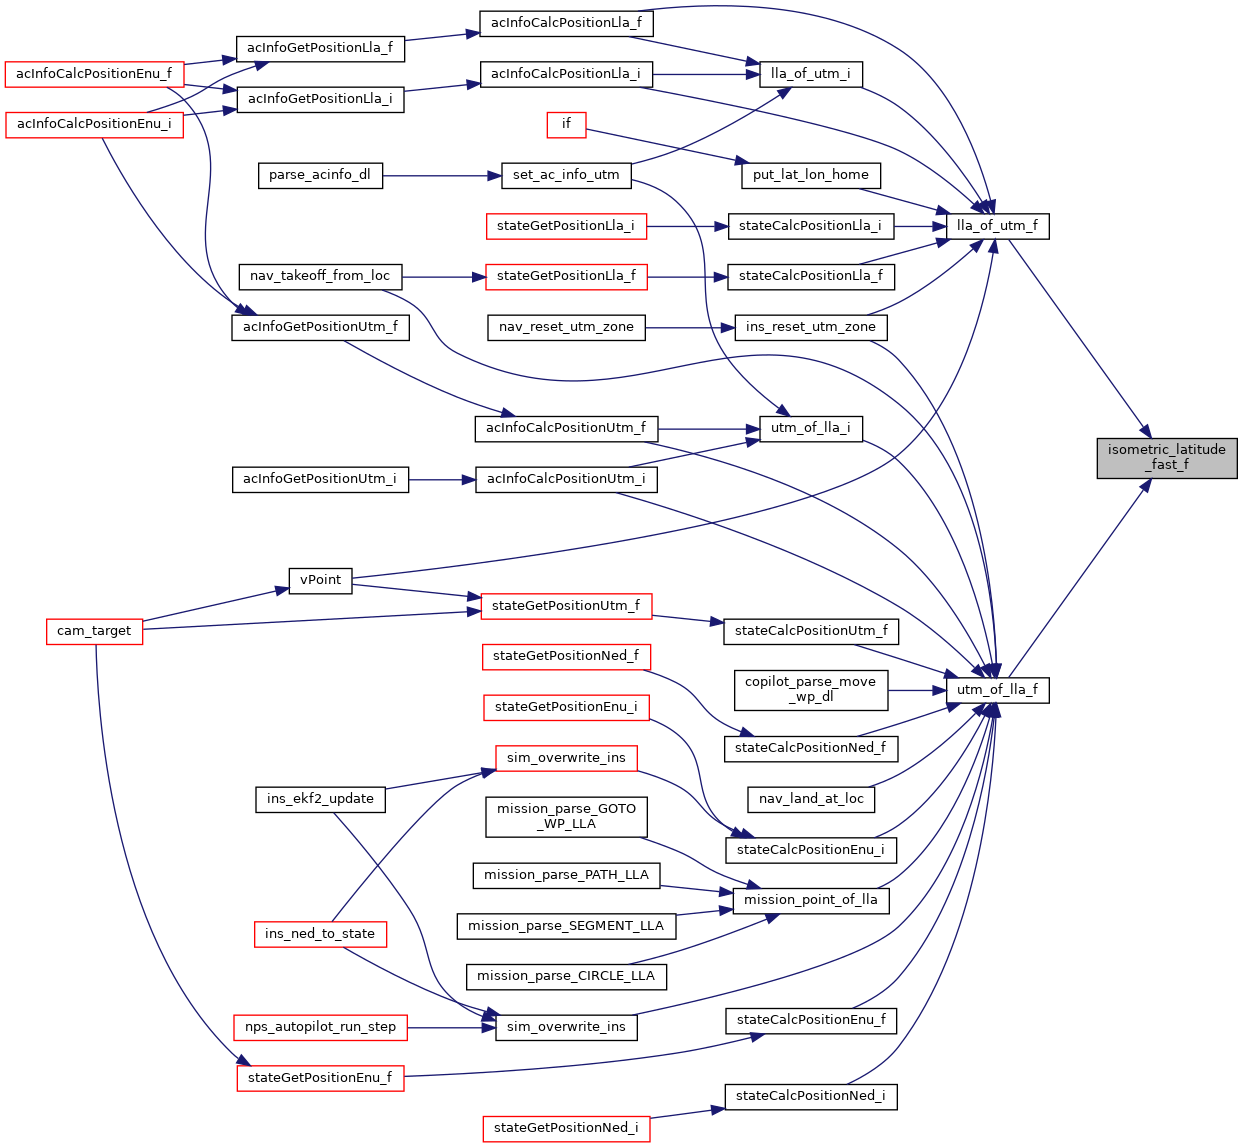 acInfoCalcPositionLla_f
acInfoGetPositionLla_f
acInfoCalcPositionEnu_f
acInfoCalcPositionLla_i
lla_of_utm_i
acInfoGetPositionLla_i
acInfoCalcPositionEnu_i
if
parse_acinfo_dl
set_ac_info_utm
put_lat_lon_home
stateGetPositionLla_i
stateCalcPositionLla_i
lla_of_utm_f
nav_takeoff_from_loc
stateGetPositionLla_f
stateCalcPositionLla_f
acInfoGetPositionUtm_f
nav_reset_utm_zone
ins_reset_utm_zone
acInfoCalcPositionUtm_f
utm_of_lla_i
isometric_latitude
_fast_f
acInfoGetPositionUtm_i
acInfoCalcPositionUtm_i
vPoint
stateGetPositionUtm_f
cam_target
stateCalcPositionUtm_f
stateGetPositionNed_f
copilot_parse_move
_wp_dl
utm_of_lla_f
stateGetPositionEnu_i
stateCalcPositionNed_f
sim_overwrite_ins
ins_ekf2_update
nav_land_at_loc
mission_parse_GOTO
_WP_LLA
stateCalcPositionEnu_i
mission_parse_PATH_LLA
mission_point_of_lla
mission_parse_SEGMENT_LLA
ins_ned_to_state
mission_parse_CIRCLE_LLA
nps_autopilot_run_step
sim_overwrite_ins
stateCalcPositionEnu_f
stateGetPositionEnu_f
stateCalcPositionNed_i
stateGetPositionNed_i